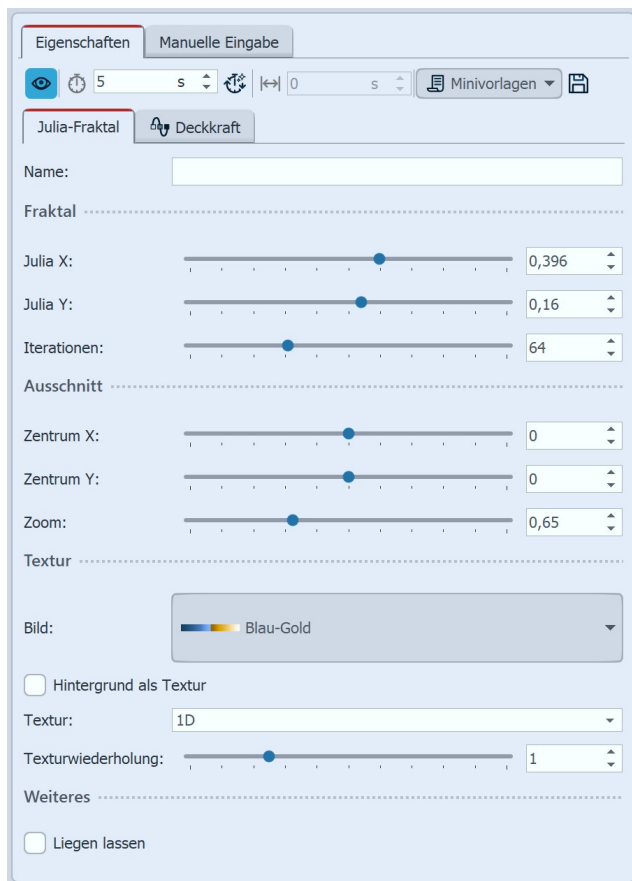 Eigenschaften Manuelle Eingabe
5 s 0 s Minivorlagen
Julia-Fraktal Deckkraft
Name:
Fraktal
Julia X: 0,396
Julia Y: 0,16
Iterationen: 64
Ausschnitt
Zentrum X: 0
Zentrum Y: 0
Zoom: 0,65
Textur
Bild: Blau-Gold
Hintergrund als Textur
Textur: 1D
Texturwiederholung: 1
Weiteres
Liegen lassen